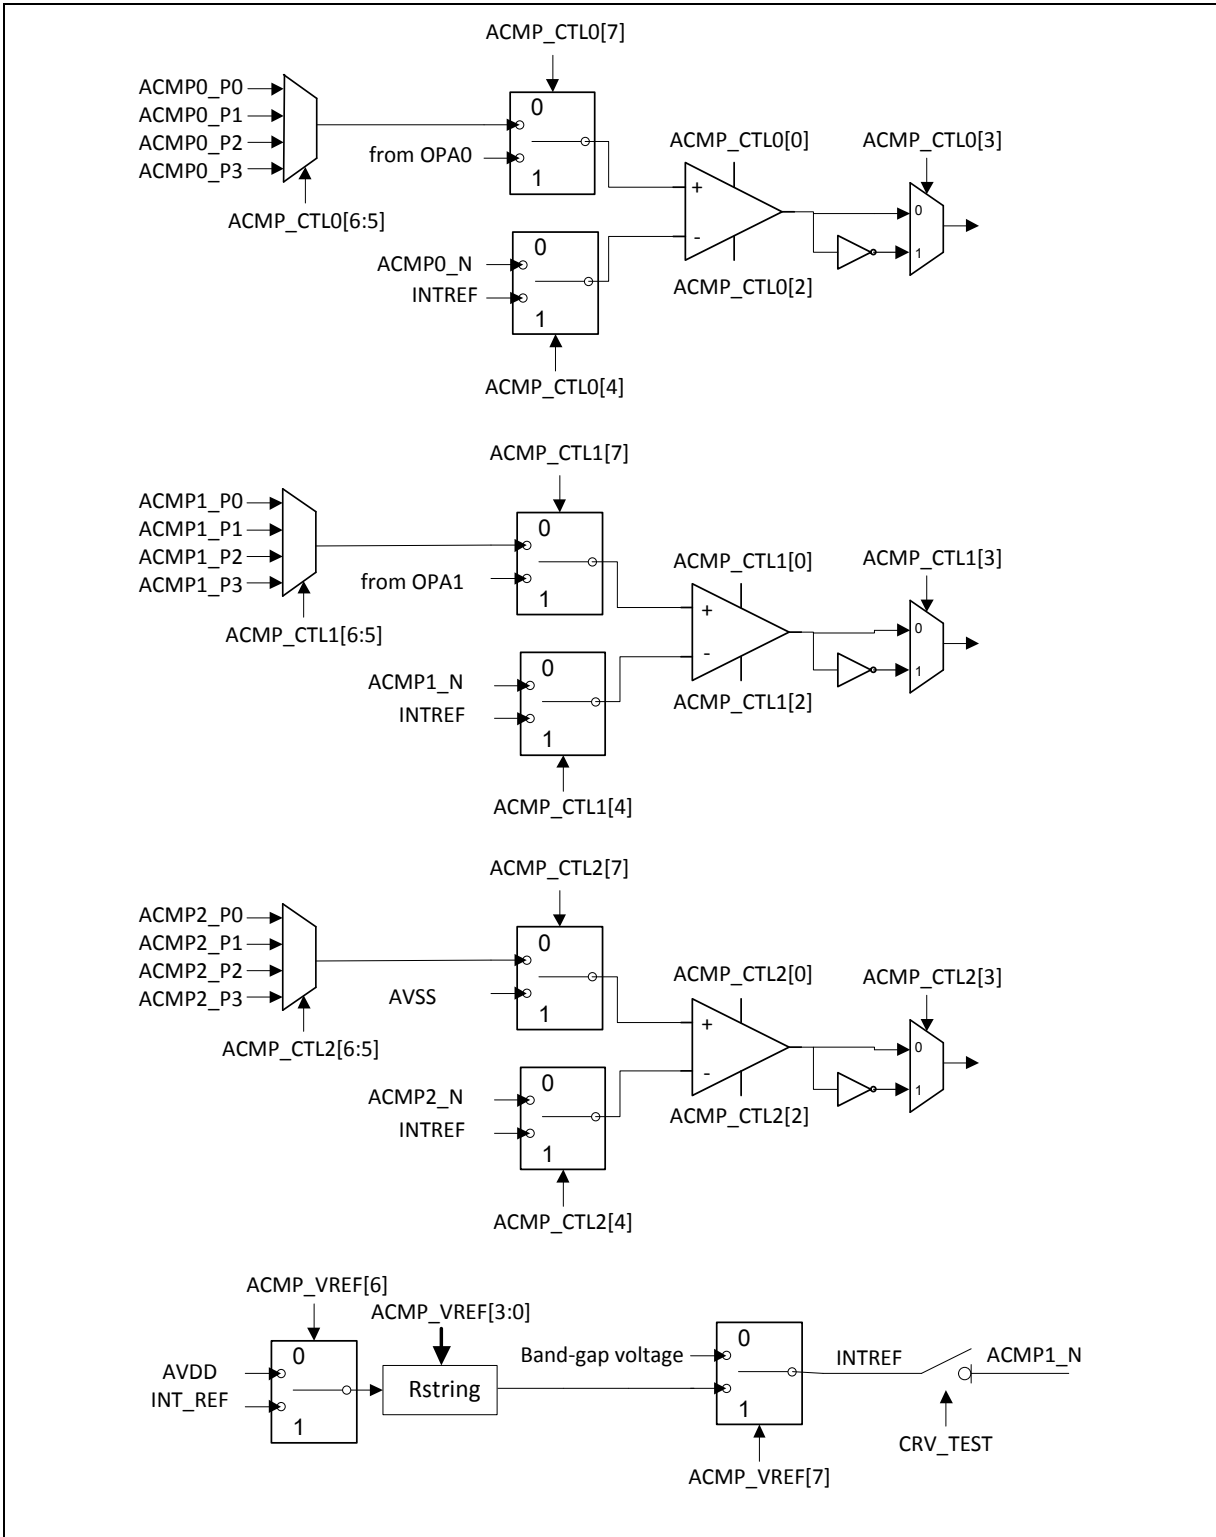 ACMP_CTL0[7]
ACMP0_P0
ACMP0_P1
ACMP0_P2
ACMP0_P3
0
from OPA0
1
ACMP_CTL0[6:5]
ACMP_CTL0[0]
ACMP_CTL0[3]
+
-
0
1
0
ACMP0_N
INTREF
1
ACMP_CTL0[2]
ACMP_CTL0[4]
ACMP_CTL1[7]
ACMP1_P0
ACMP1_P1
ACMP1_P2
ACMP1_P3
0
from OPA1
1
ACMP_CTL1[6:5]
ACMP_CTL1[0]
ACMP_CTL1[3]
+
-
0
1
0
ACMP1_N
INTREF
1
ACMP_CTL1[2]
ACMP_CTL1[4]
ACMP_CTL2[7]
ACMP2_P0
ACMP2_P1
ACMP2_P2
ACMP2_P3
0
AVSS
1
ACMP_CTL2[6:5]
ACMP_CTL2[0]
ACMP_CTL2[3]
+
-
0
1
0
ACMP2_N
INTREF
1
ACMP_CTL2[2]
ACMP_CTL2[4]
ACMP_VREF[6]
ACMP_VREF[3:0]
0
AVDD
INT_REF
1
Rstring
Band-gap voltage
0
1
INTREF
ACMP1_N
CRV_TEST
ACMP_VREF[7]